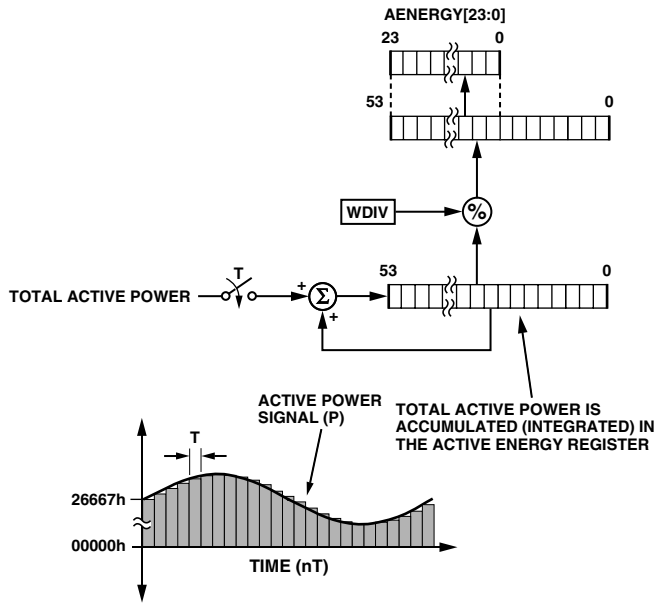 AENERGY[23:0]
23 0
53 0
WDIV %
53 0
TOTAL ACTIVE POWER T + Σ +
ACTIVE POWER
SIGNAL (P)
TOTAL ACTIVE POWER IS
ACCUMULATED (INTEGRATED) IN
THE ACTIVE ENERGY REGISTER
T
26667h
00000h
TIME (nT)